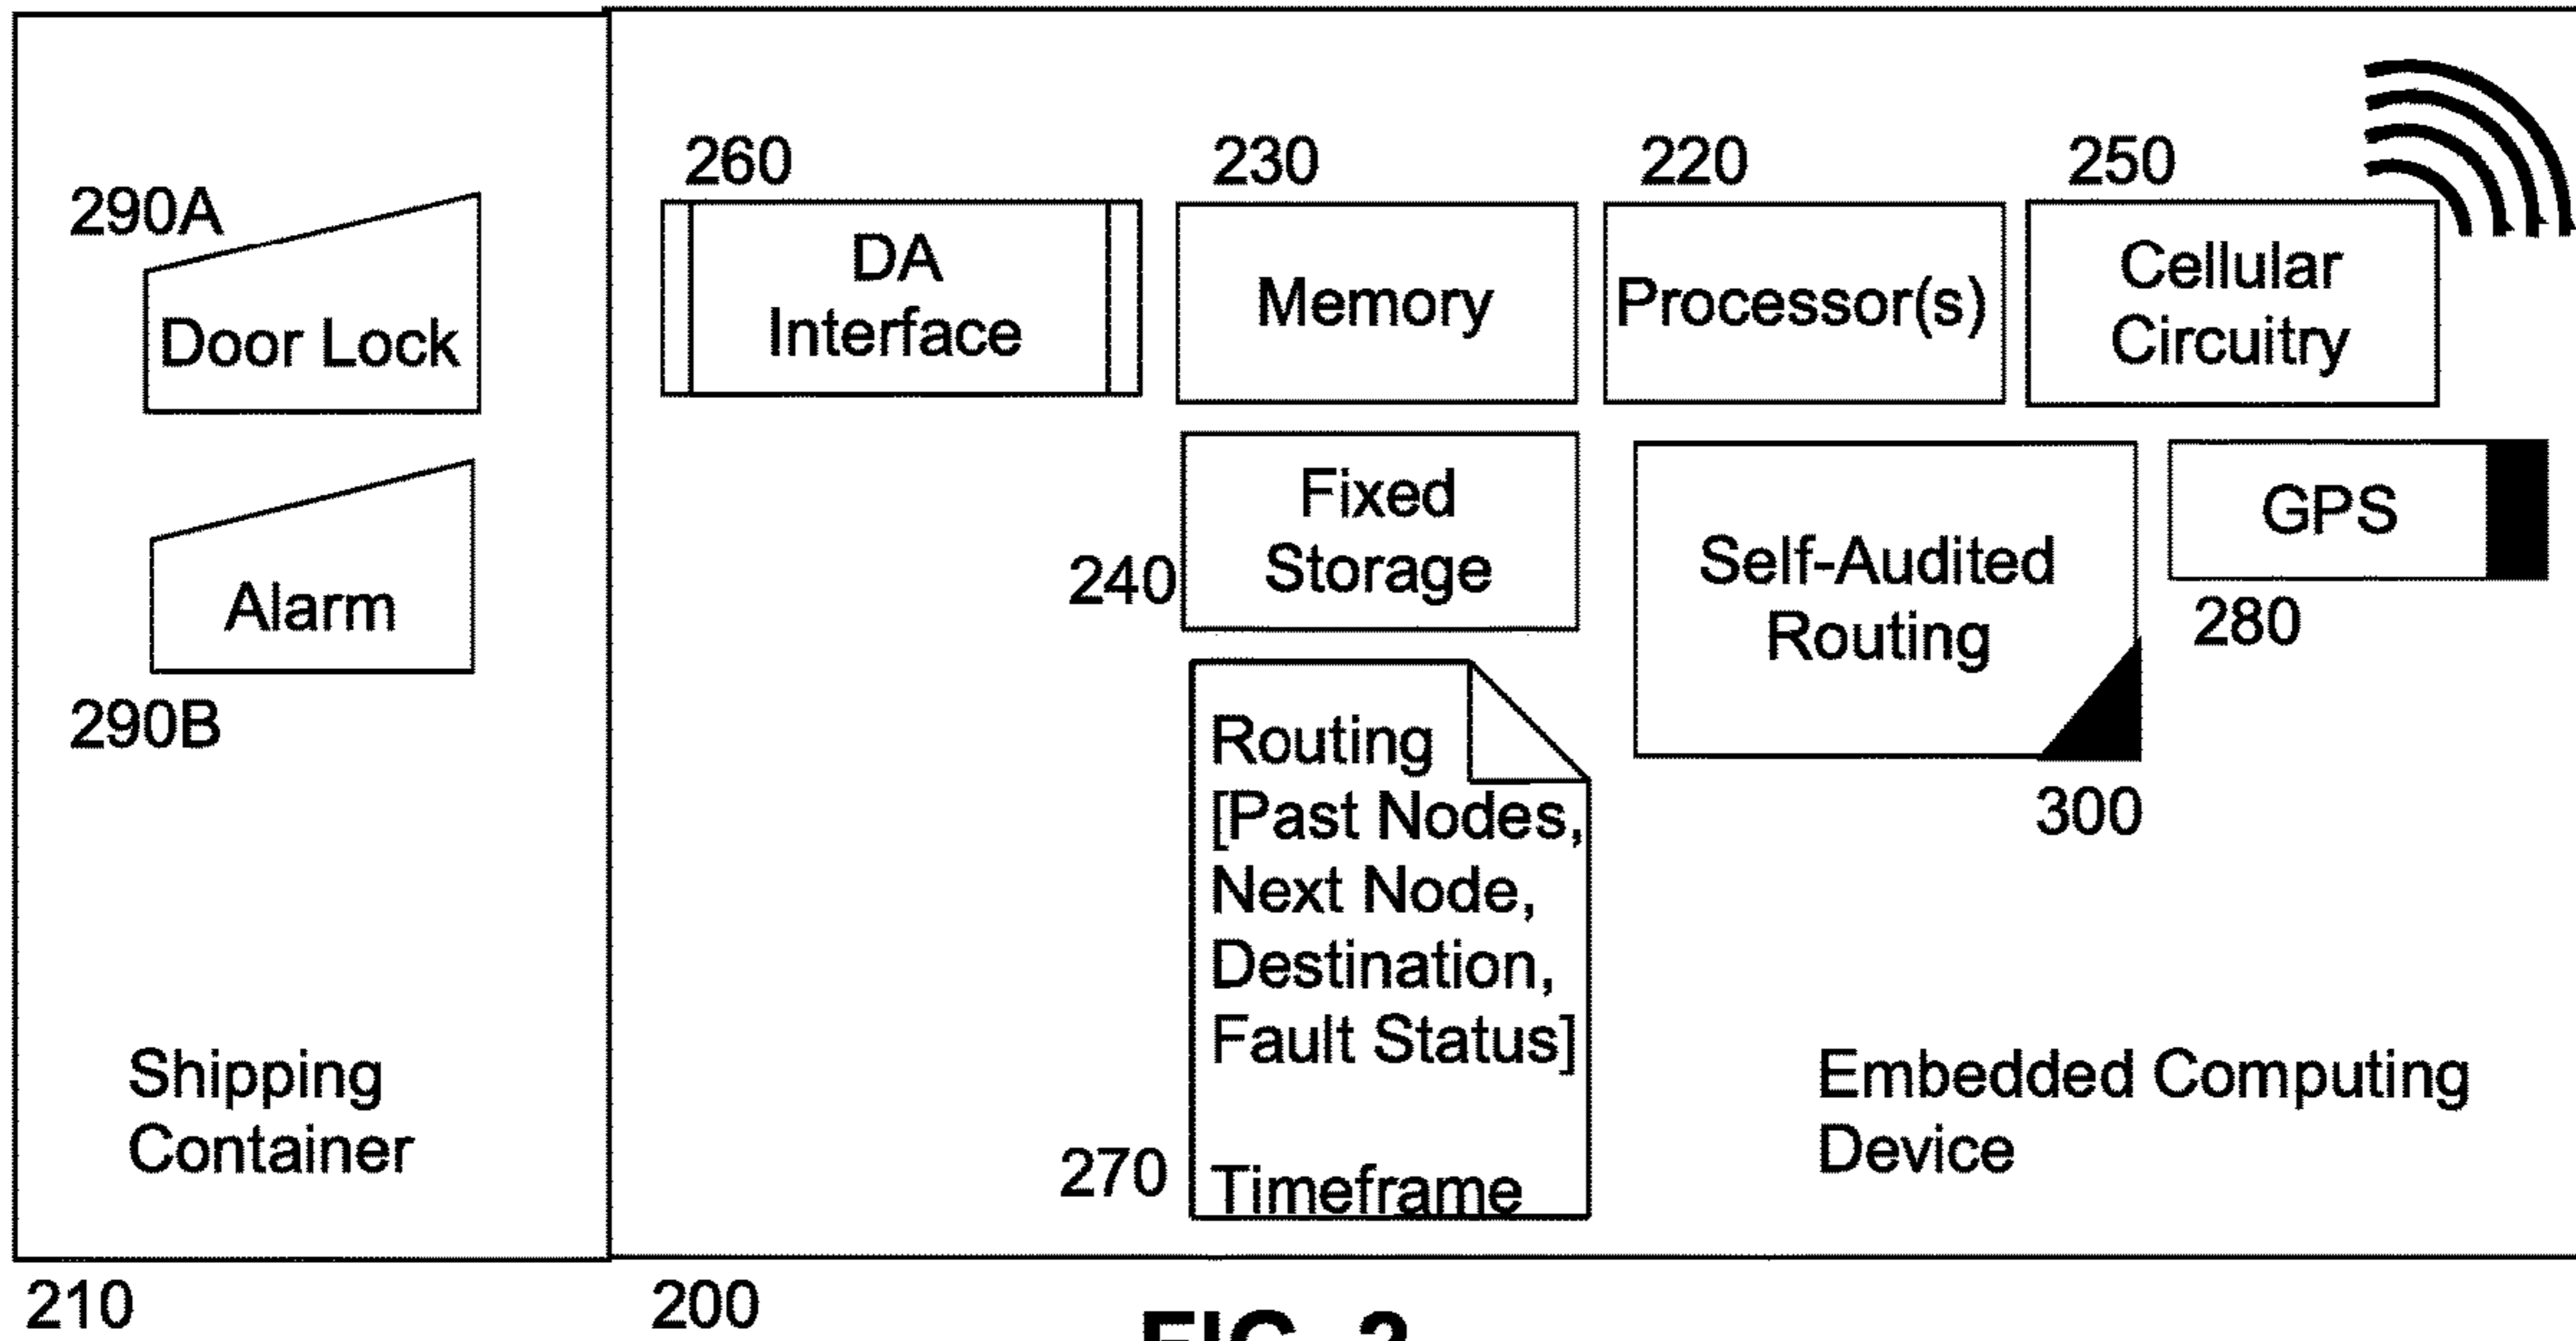 290A
Door Lock
Alarm
290B
Shipping
Container
210
260
DA
Interface
230
Memory
220
Processor(s)
250
Cellular
Circuitry
Fixed
Storage
240
Self-Audited
Routing
300
GPS
280
Routing
[Past Nodes,
Next Node,
Destination,
Fault Status]
Timeframe
270
Embedded Computing
Device
200
FIG. 2